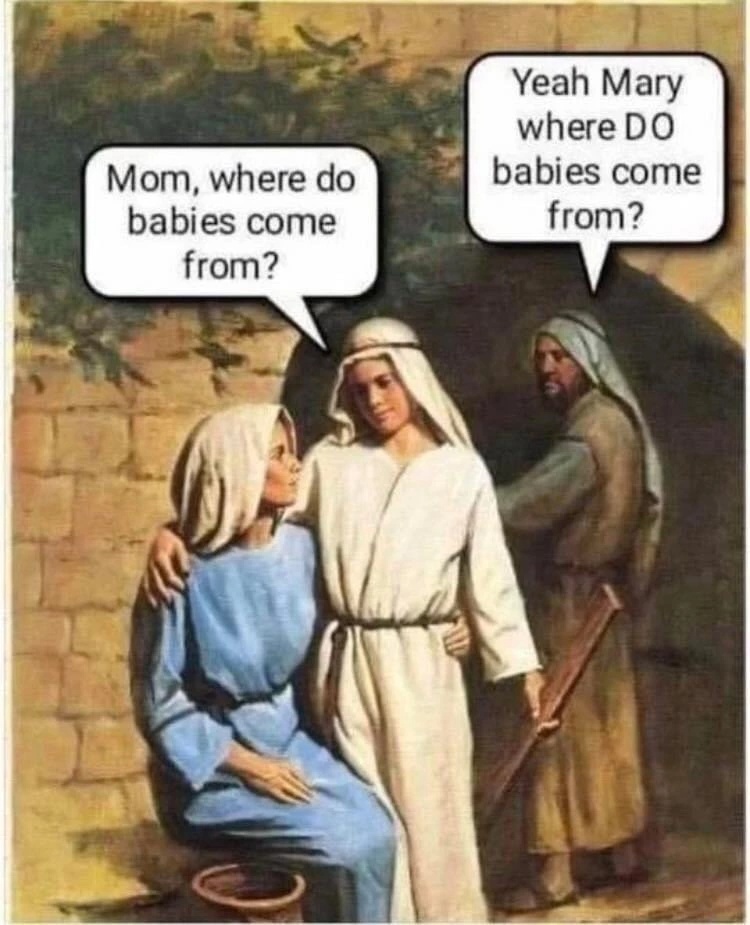 Mom, where do
babies come
from?
Yeah Mary
where DO
babies come
from?